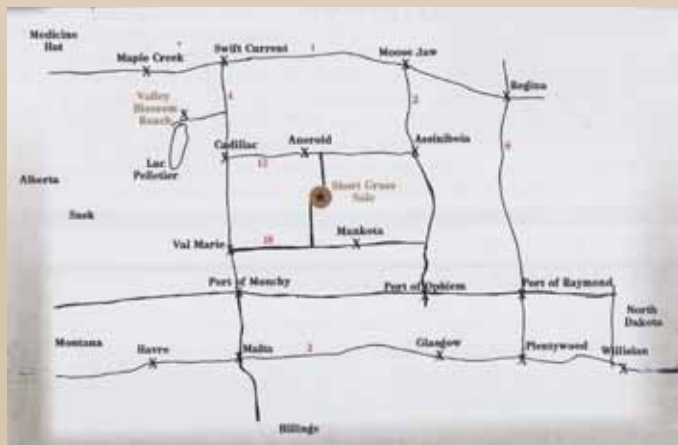 Medicine
Hat
Maple Creek
Swift Current
1
Moose Jaw
Regina
Valley
Blossom
Ranch
4
2
6
Lac
Pelletier
Cadillac
13
Aneroid
Assiniboia
Alberta
Sask
Short Grass
Sale
Val Marie
18
Mankota
Port of Monchy
Port of Ophiem
Port of Raymond
North
Dakota
Montana
Havre
Malta
2
Glasgow
Plentywood
Willistan
Billings